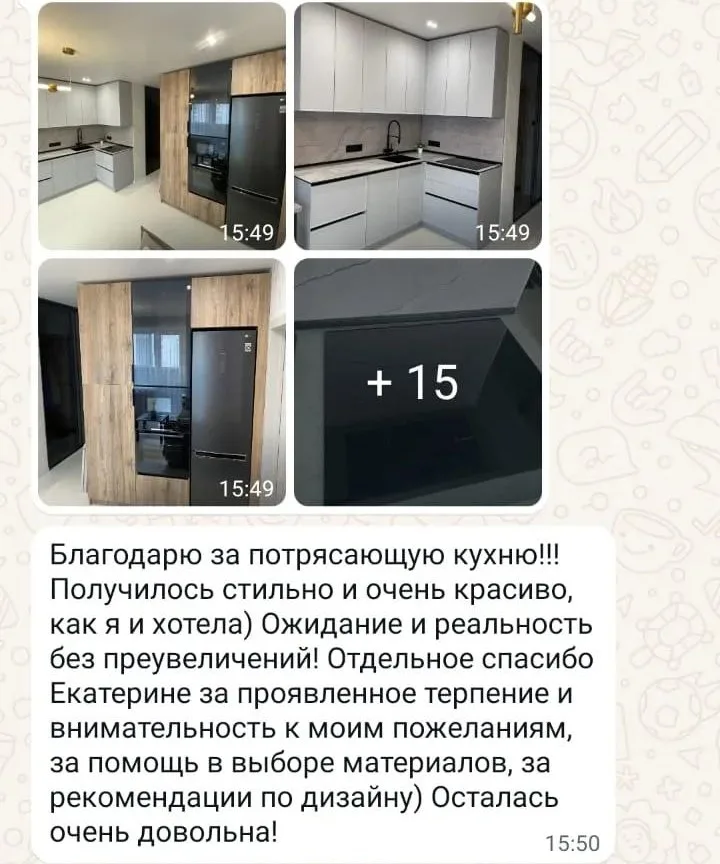 15:49
15:49
15:49
+ 15
Благодарю за потрясающую кухню!!!
Получилось стильно и очень красиво,
как я и хотела) Ожидание и реальность
без преувеличений! Отдельное спасибо
Екатерине за проявленное терпение и
внимательность к моим пожеланиям,
за помощь в выборе материалов, за
рекомендации по дизайну) Осталась
очень довольна!
15:50